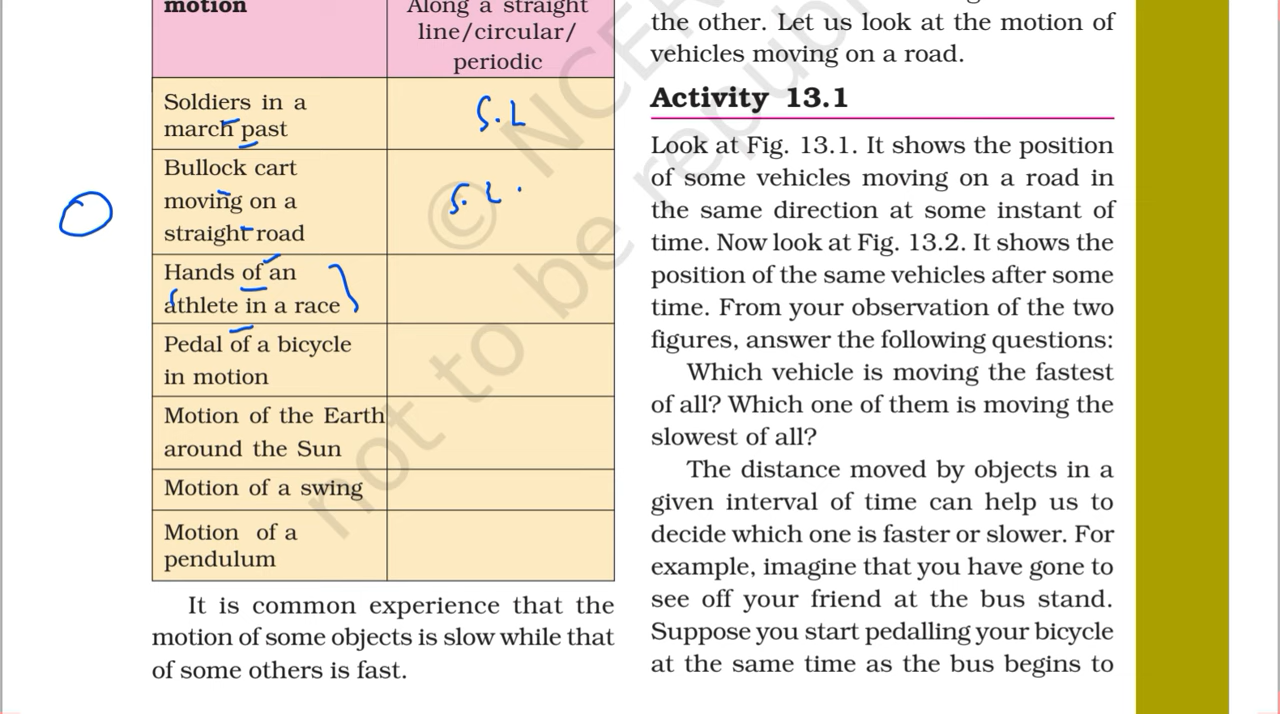 motion
Along a straight
line/circular/
periodic
Soldiers in a
march past
S.L
Bullock cart
moving on a
straight road
S.L.
Hands of an
athlete in a race
Pedal of a bicycle
in motion
Motion of the Earth
around the Sun
Motion of a swing
Motion of a
pendulum
It is common experience that the
motion of some objects is slow while that
of some others is fast.
the other. Let us look at the motion of
vehicles moving on a road.
Activity 13.1
Look at Fig. 13.1. It shows the position
of some vehicles moving on a road in
the same direction at some instant of
time. Now look at Fig. 13.2. It shows the
position of the same vehicles after some
time. From your observation of the two
figures, answer the following questions:
Which vehicle is moving the fastest
of all? Which one of them is moving the
slowest of all?
The distance moved by objects in a
given interval of time can help us to
decide which one is faster or slower. For
example, imagine that you have gone to
see off your friend at the bus stand.
Suppose you start pedalling your bicycle
at the same time as the bus begins to
© NCER
not to be republi